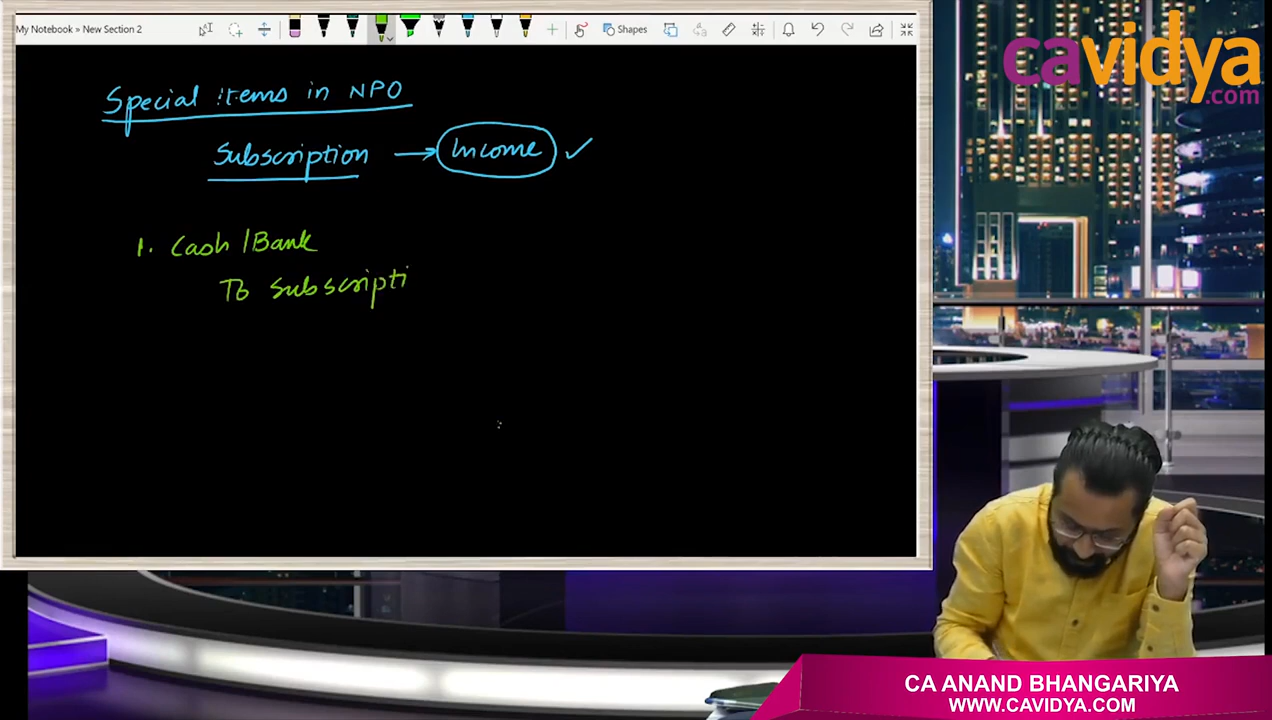 My Notebook » New Section 2
Shapes
Special items in NPO
Subscription → Income ✓
1. Cash / Bank
To Subscripti
cavidya
.com
CA ANAND BHANGARIYA
WWW.CAVIDYA.COM